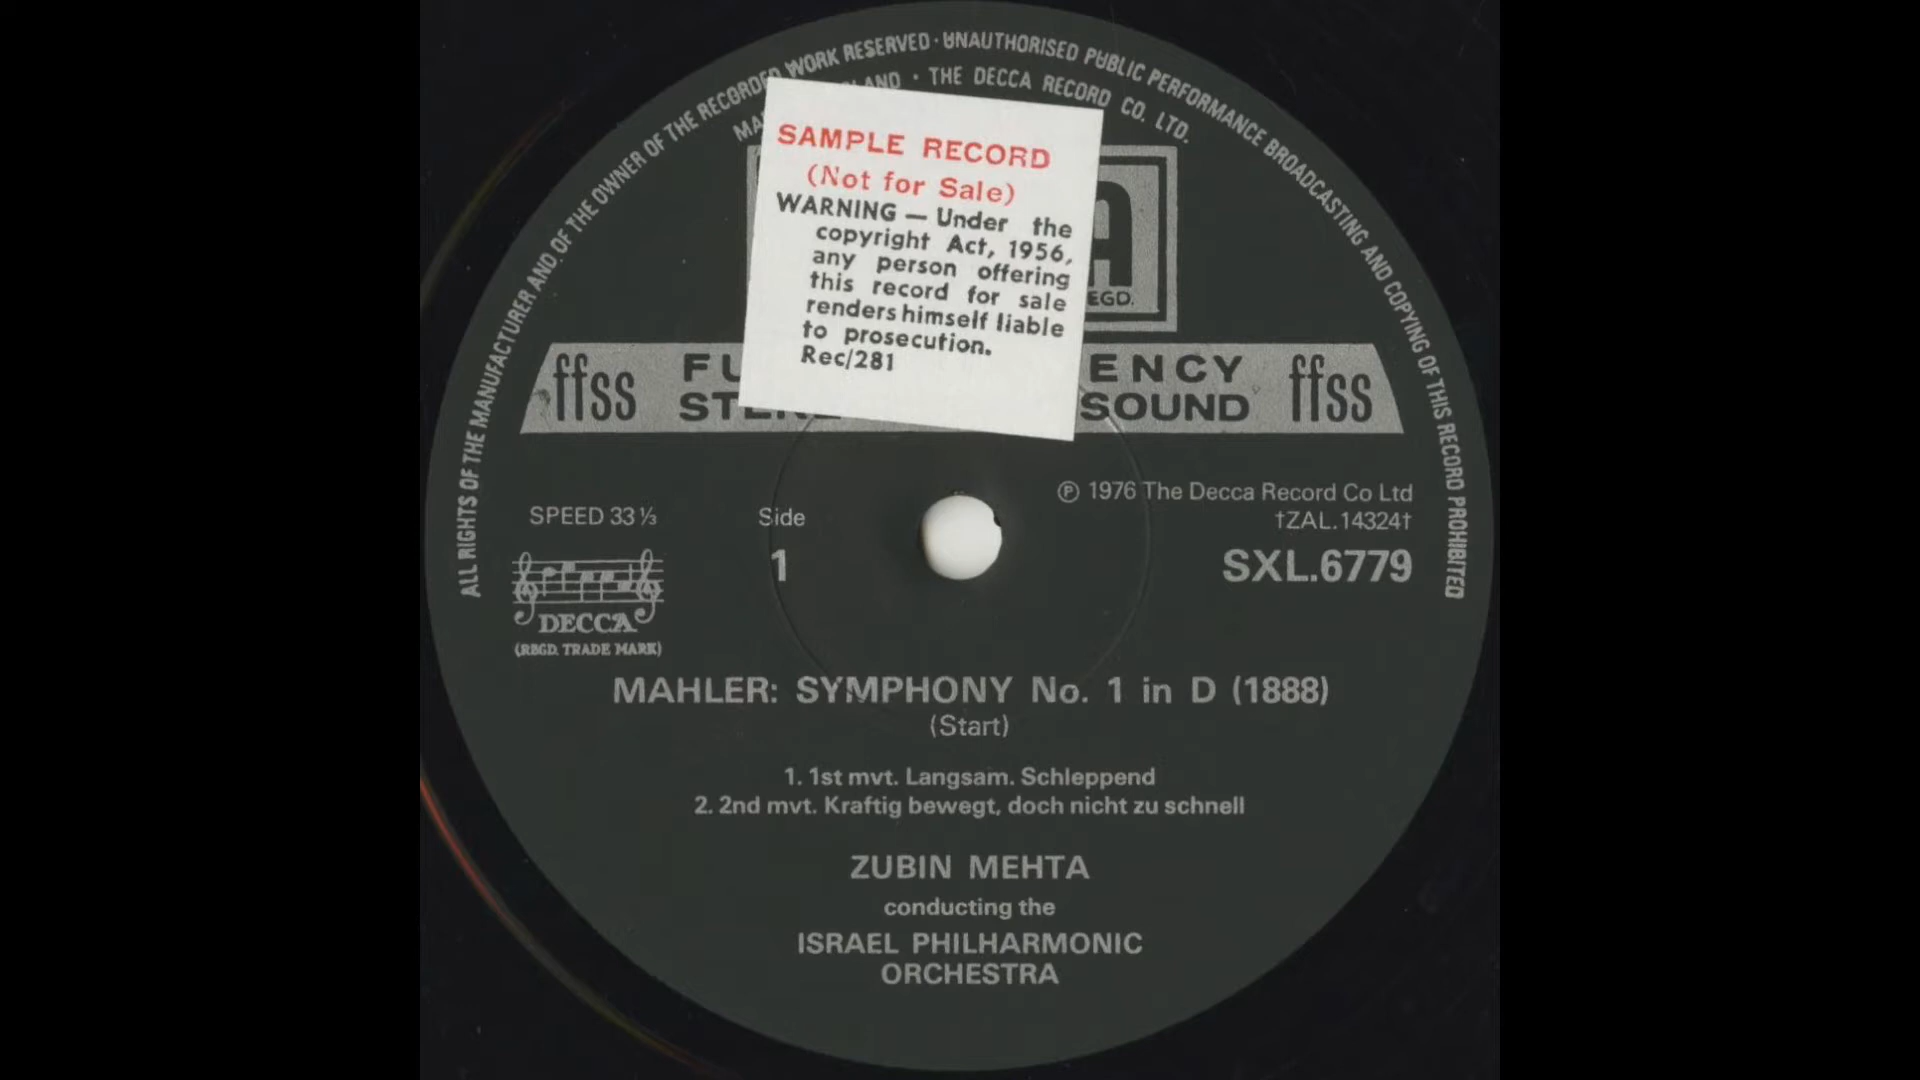 ALL RIGHTS OF THE MANUFACTURER AND OF THE OWNER OF THE RECORDED WORK RESERVED · UNAUTHORISED PUBLIC PERFORMANCE BROADCASTING AND COPYING OF THIS RECORD PROHIBITED
THE DECCA RECORD CO. LTD.
SAMPLE RECORD
(Not for Sale)
WARNING — Under the
copyright Act, 1956,
any person offering
this record for sale
renders himself liable
to prosecution.
Rec/281
ffss
SOUND
ffss
SPEED 33 ⅓
Side
1
℗ 1976 The Decca Record Co Ltd
†ZAL.14324†
SXL.6779
DECCA
(REGD. TRADE MARK)
MAHLER: SYMPHONY No. 1 in D (1888)
(Start)
1. 1st mvt. Langsam. Schleppend
2. 2nd mvt. Kraftig bewegt, doch nicht zu schnell
ZUBIN MEHTA
conducting the
ISRAEL PHILHARMONIC
ORCHESTRA